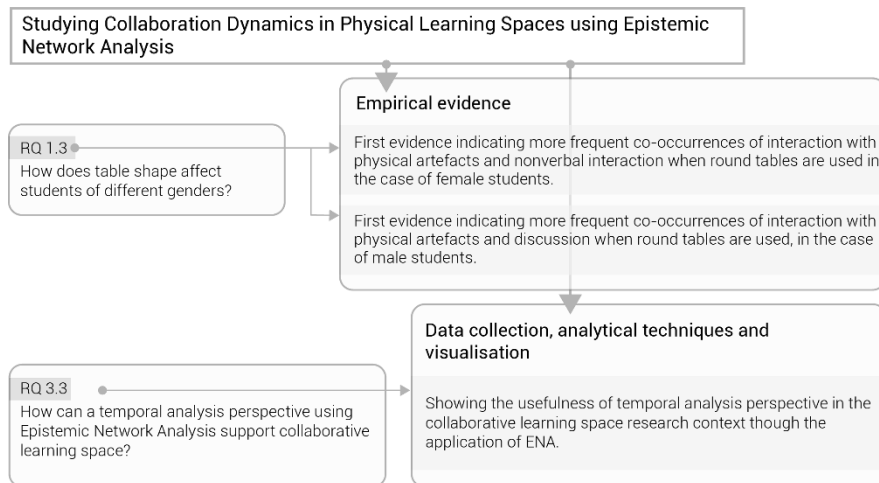 Studying Collaboration Dynamics in Physical Learning Spaces using Epistemic
Network Analysis
Empirical evidence
RQ 1.3
How does table shape affect
students of different genders?
First evidence indicating more frequent co-occurrences of interaction with
physical artefacts and nonverbal interaction when round tables are used in
the case of female students.
First evidence indicating more frequent co-occurrences of interaction with
physical artefacts and discussion when round tables are used, in the case
of male students.
Data collection, analytical techniques and
visualisation
RQ 3.3
How can a temporal analysis perspective using
Epistemic Network Analysis support collaborative
learning space?
Showing the usefulness of temporal analysis perspective in the
collaborative learning space research context though the
application of ENA.